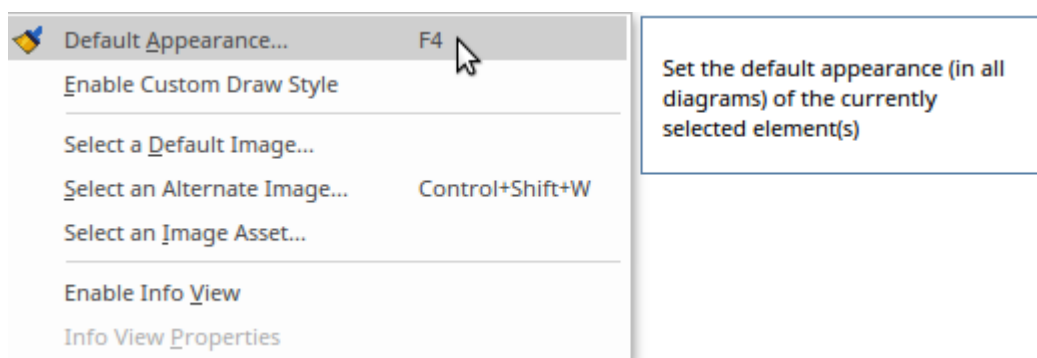 Default Appearance... F4
Enable Custom Draw Style
Select a Default Image...
Select an Alternate Image... Control+Shift+W
Select an Image Asset...
Enable Info View
Info View Properties
Set the default appearance (in all
diagrams) of the currently
selected element(s)